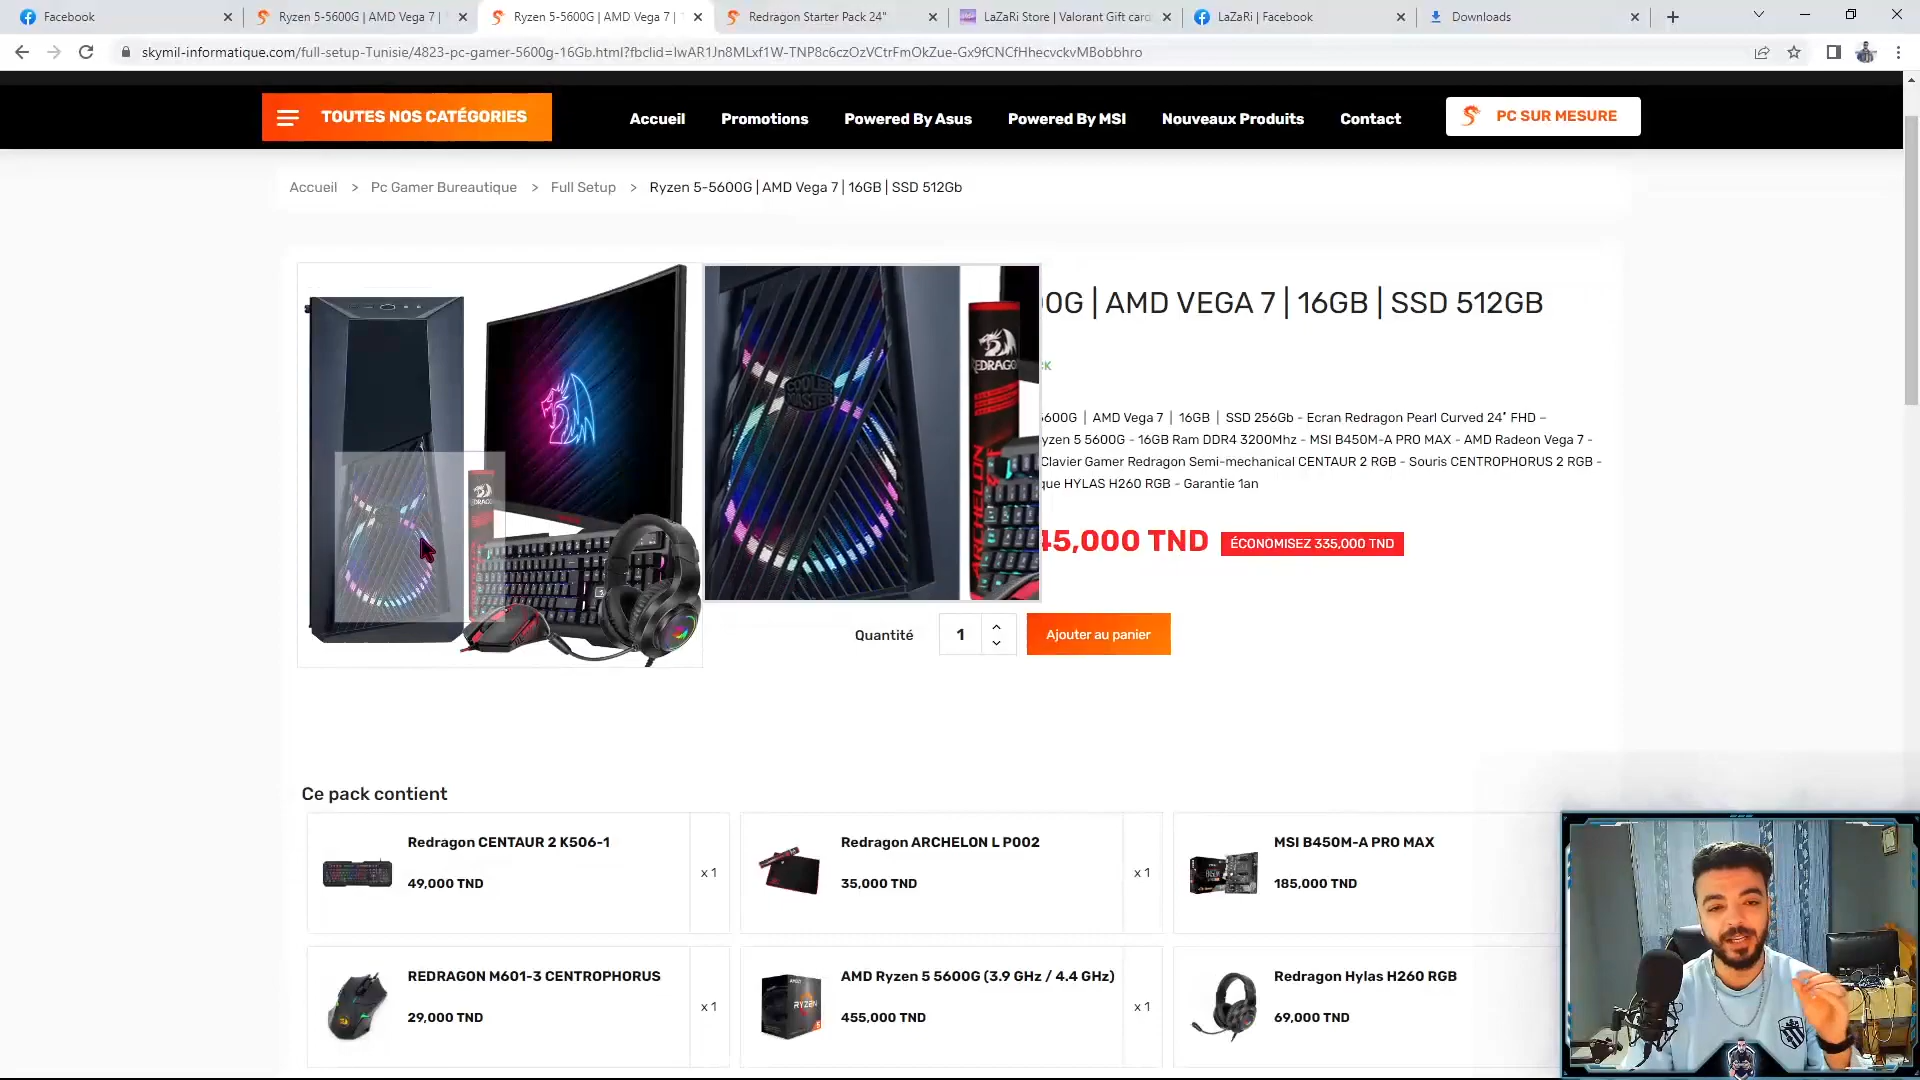 Facebook
Ryzen 5-5600G | AMD Vega 7 |
Ryzen 5-5600G | AMD Vega 7 |
Redragon Starter Pack 24"
LaZaRi Store | Valorant Gift card
LaZaRi | Facebook
Downloads
skymil-informatique.com/full-setup-Tunisie/4823-pc-gamer-5600g-16Gb.html?fbclid=IwAR1Jn8MLxf1W-TNP8c6czOzVCtrFmOkZue-Gx9fCNCfHhecvckvM8obbhro
TOUTES NOS CATÉGORIES
Accueil
Promotions
Powered By Asus
Powered By MSI
Nouveaux Produits
Contact
PC SUR MESURE
Accueil > Pc Gamer Bureautique > Full Setup > Ryzen 5-5600G | AMD Vega 7 | 16GB | SSD 512Gb
0G | AMD VEGA 7 | 16GB | SSD 512GB
COOLER MASTER
REDRAGON
ARCHELON
CK
5600G | AMD Vega 7 | 16GB | SSD 256Gb - Ecran Redragon Pearl Curved 24" FHD –
yzen 5 5600G - 16GB Ram DDR4 3200Mhz - MSI B450M-A PRO MAX - AMD Radeon Vega 7 -
Clavier Gamer Redragon Semi-mechanical CENTAUR 2 RGB - Souris CENTROPHORUS 2 RGB -
que HYLAS H260 RGB - Garantie 1an
45,000 TND
ÉCONOMISEZ 335,000 TND
Quantité
1
Ajouter au panier
Ce pack contient
Redragon CENTAUR 2 K506-1
49,000 TND
x 1
Redragon ARCHELON L P002
35,000 TND
x 1
MSI B450M-A PRO MAX
185,000 TND
REDRAGON M601-3 CENTROPHORUS
29,000 TND
x 1
AMD Ryzen 5 5600G (3.9 GHz / 4.4 GHz)
455,000 TND
x 1
Redragon Hylas H260 RGB
69,000 TND
RYZEN